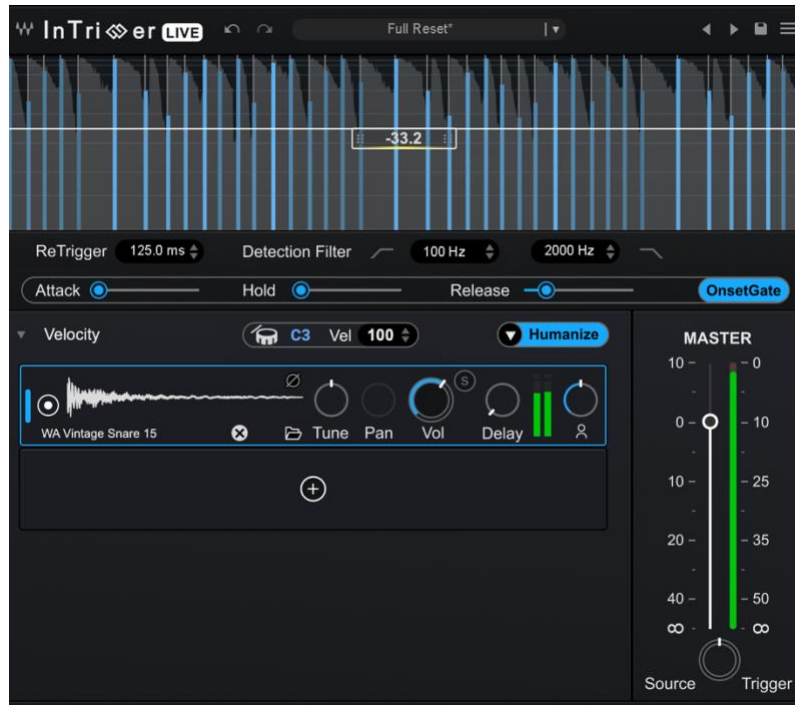 InTrigger LIVE
Full Reset*
-33.2
ReTrigger 125.0 ms Detection Filter 100 Hz 2000 Hz
Attack Hold Release OnsetGate
Velocity C3 Vel 100 Humanize
MASTER
10 0
S
WA Vintage Snare 15 Tune Pan Vol Delay
0 10
10 25
20 35
40 50
∞ ∞
Source Trigger